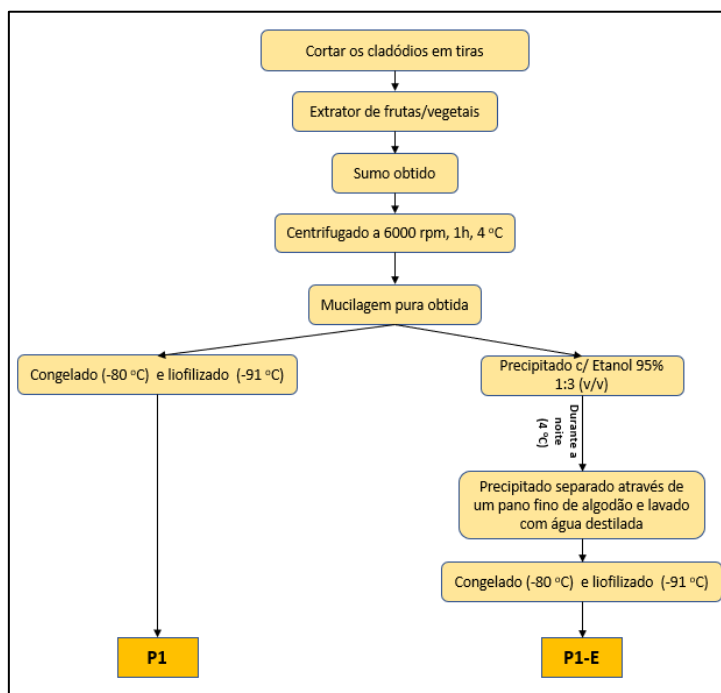 Cortar os cladódios em tiras
Extrator de frutas/vegetais
Sumo obtido
Centrifugado a 6000 rpm, 1h, 4 ºC
Mucilagem pura obtida
Congelado (-80 ºC) e liofilizado (-91 ºC)
Precipitado c/ Etanol 95%
1:3 (v/v)
Durante a
noite
(4 ºC)
Precipitado separado através de
um pano fino de algodão e lavado
com água destilada
Congelado (-80 ºC) e liofilizado (-91 ºC)
P1
P1-E